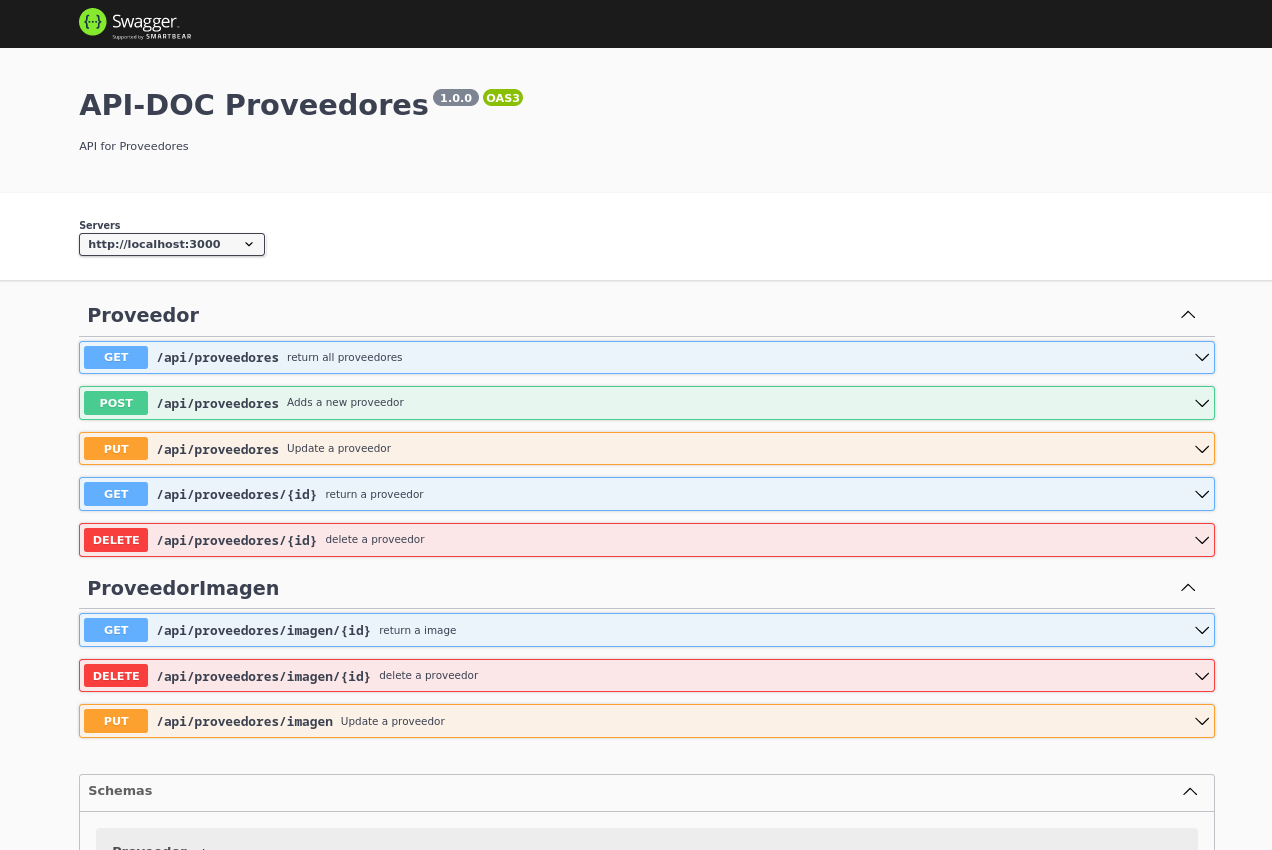 Swagger.
Supported by SMARTBEAR
API-DOC Proveedores 1.0.0 OAS3
API for Proveedores
Servers
http://localhost:3000
Proveedor
GET /api/proveedores return all proveedores
POST /api/proveedores Adds a new proveedor
PUT /api/proveedores Update a proveedor
GET /api/proveedores/{id} return a proveedor
DELETE /api/proveedores/{id} delete a proveedor
ProveedorImagen
GET /api/proveedores/imagen/{id} return a image
DELETE /api/proveedores/imagen/{id} delete a proveedor
PUT /api/proveedores/imagen Update a proveedor
Schemas
Proveedor